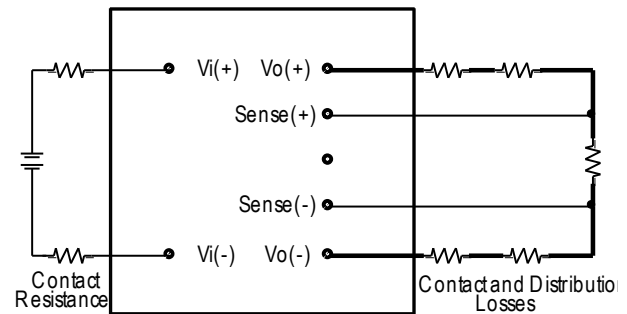 Vi(+) Vo(+)
Sense(+)
Sense(-)
Vi(-) Vo(-)
Contact
Resistance
Contact and Distribution
Losses